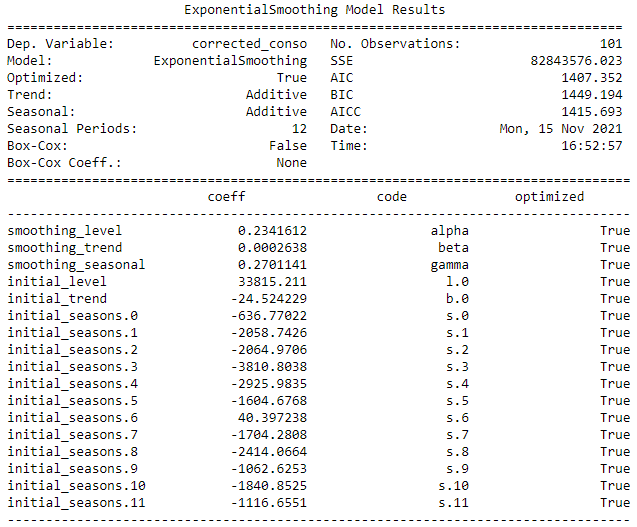 ExponentialSmoothing Model Results
================================================================================
Dep. Variable: corrected_conso No. Observations: 101
Model: ExponentialSmoothing SSE 82843576.023
Optimized: True AIC 1407.352
Trend: Additive BIC 1449.194
Seasonal: Additive AICC 1415.693
Seasonal Periods: 12 Date: Mon, 15 Nov 2021
Box-Cox: False Time: 16:52:57
Box-Cox Coeff.: None
================================================================================
coeff code optimized
--------------------------------------------------------------------------------
smoothing_level 0.2341612 alpha True
smoothing_trend 0.0002638 beta True
smoothing_seasonal 0.2701141 gamma True
initial_level 33815.211 l.0 True
initial_trend -24.524229 b.0 True
initial_seasons.0 -636.77022 s.0 True
initial_seasons.1 -2058.7426 s.1 True
initial_seasons.2 -2064.9706 s.2 True
initial_seasons.3 -3810.8038 s.3 True
initial_seasons.4 -2925.9835 s.4 True
initial_seasons.5 -1604.6768 s.5 True
initial_seasons.6 40.397238 s.6 True
initial_seasons.7 -1704.2808 s.7 True
initial_seasons.8 -2414.0664 s.8 True
initial_seasons.9 -1062.6253 s.9 True
initial_seasons.10 -1840.8525 s.10 True
initial_seasons.11 -1116.6551 s.11 True
--------------------------------------------------------------------------------